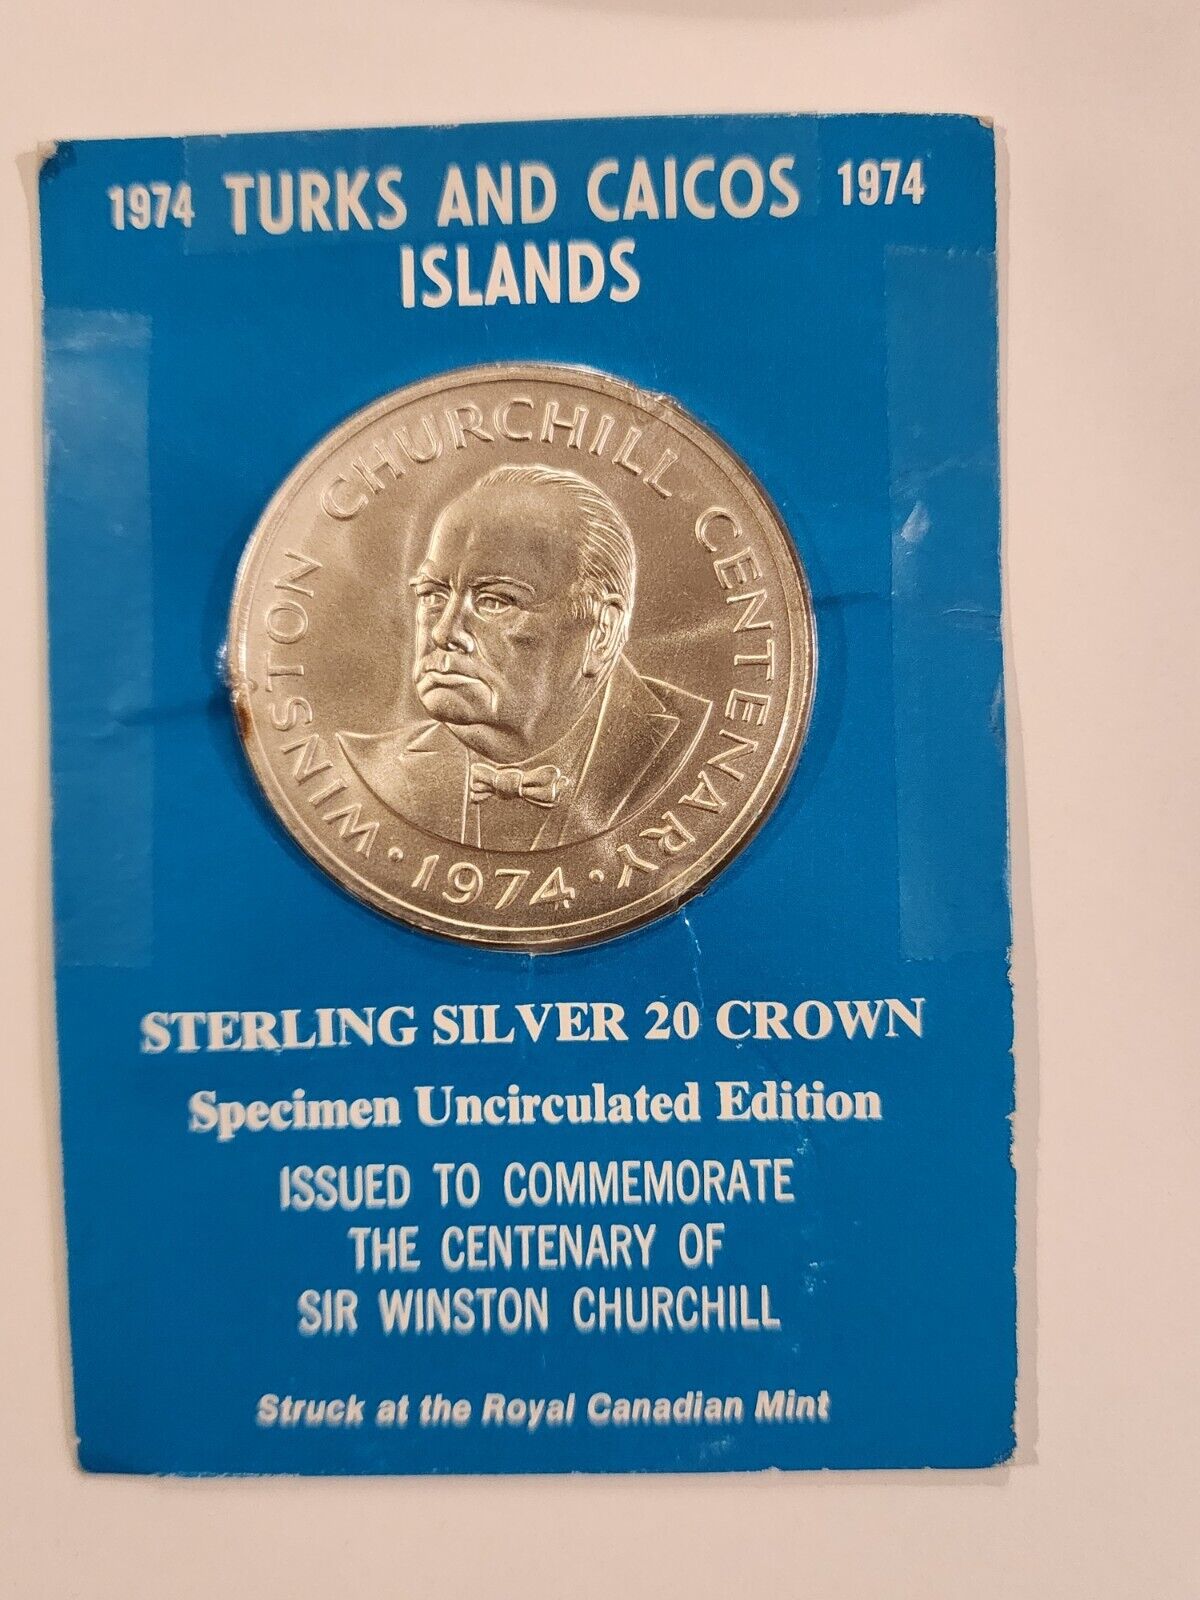 1974 TURKS AND CAICOS 1974
ISLANDS
WINSTON CHURCHILL CENTENARY
· 1974 ·
STERLING SILVER 20 CROWN
Specimen Uncirculated Edition
ISSUED TO COMMEMORATE
THE CENTENARY OF
SIR WINSTON CHURCHILL
Struck at the Royal Canadian Mint